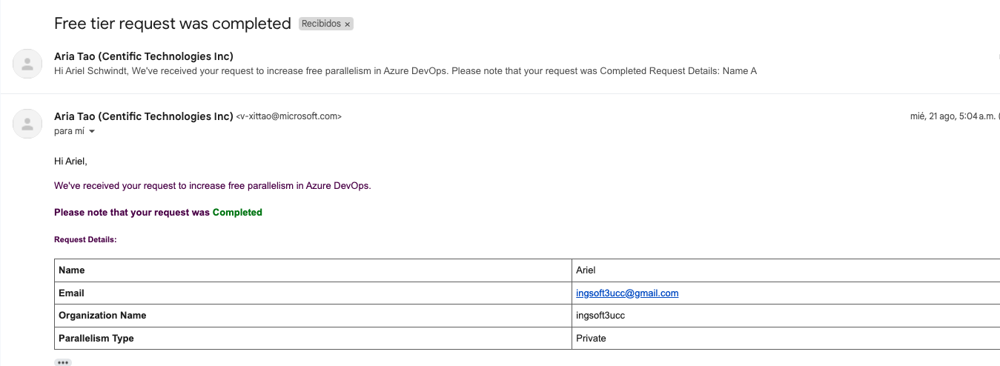 Free tier request was completed Recibidos ×
Aria Tao (Centific Technologies Inc)
Hi Ariel Schwindt, We've received your request to increase free parallelism in Azure DevOps. Please note that your request was Completed Request Details: Name A
Aria Tao (Centific Technologies Inc) <v-xittao@microsoft.com> mié, 21 ago, 5:04 a.m. (
para mí
Hi Ariel,
We've received your request to increase free parallelism in Azure DevOps.
Please note that your request was Completed
Request Details:
Name Ariel
Email ingsoft3ucc@gmail.com
Organization Name ingsoft3ucc
Parallelism Type Private